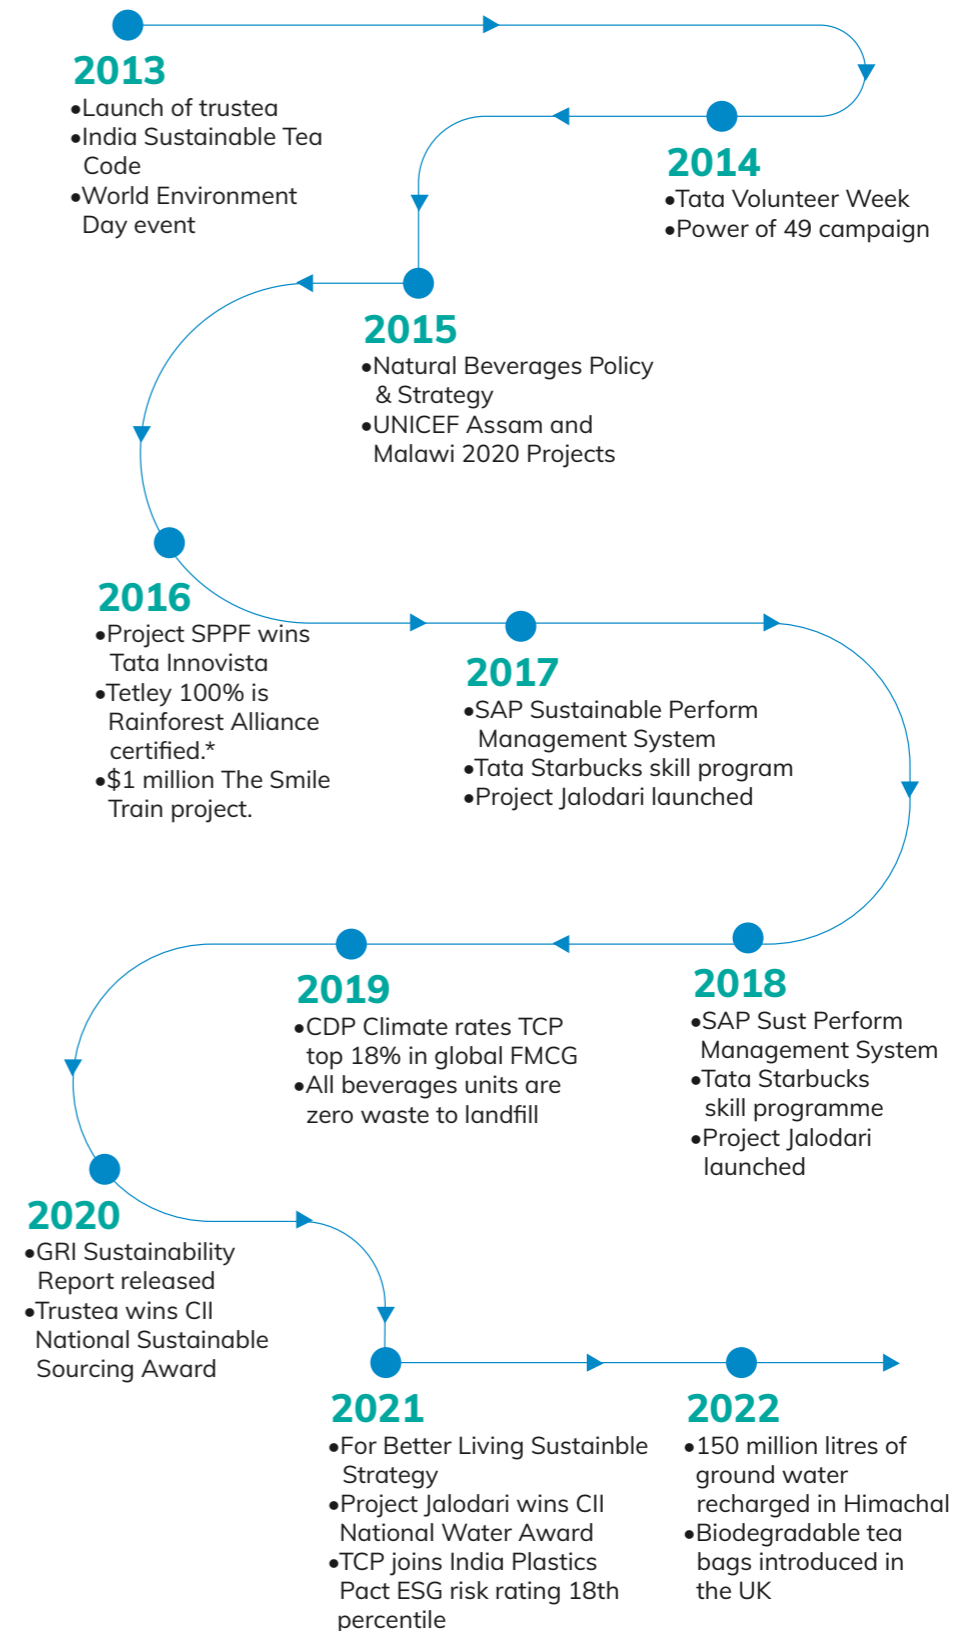 2013
•Launch of trustea
•India Sustainable Tea
Code
•World Environment
Day event
2014
•Tata Volunteer Week
•Power of 49 campaign
2015
•Natural Beverages Policy
& Strategy
•UNICEF Assam and
Malawi 2020 Projects
2016
•Project SPPF wins
Tata Innovista
•Tetley 100% is
Rainforest Alliance
certified.*
•$1 million The Smile
Train project.
2017
•SAP Sustainable Perform
Management System
•Tata Starbucks skill program
•Project Jalodari launched
2018
•SAP Sust Perform
Management System
•Tata Starbucks
skill programme
•Project Jalodari
launched
2019
•CDP Climate rates TCP
top 18% in global FMCG
•All beverages units are
zero waste to landfill
2020
•GRI Sustainability
Report released
•Trustea wins CII
National Sustainable
Sourcing Award
2021
•For Better Living Sustainble
Strategy
•Project Jalodari wins CII
National Water Award
•TCP joins India Plastics
Pact ESG risk rating 18th
percentile
2022
•150 million litres of
ground water
recharged in Himachal
•Biodegradable tea
bags introduced in
the UK